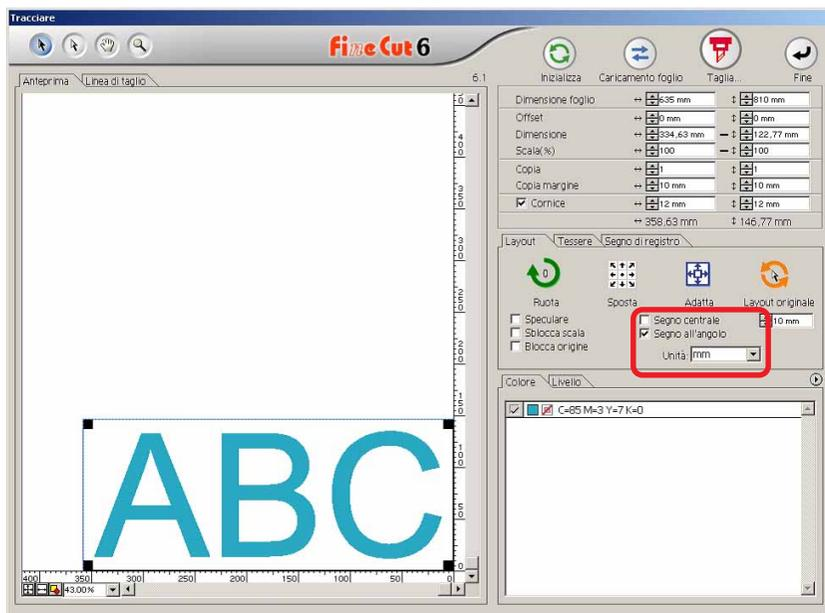 Tracciare
FineCut 6
Inizializza Caricamento foglio Taglia... Fine
Anteprima Linea di taglio 6.1
Dimensione foglio 635 mm 810 mm
Offset 0 mm 0 mm
Dimensione 334,63 mm 122,77 mm
Scala(%) 100 100
Copia 1 1
Copia margine 10 mm 10 mm
Cornice 12 mm 12 mm
358,63 mm 146,77 mm
Layout Tessere Segno di registro
0
Ruota Sposta Adatta Layout originale
Speculare Segno centrale 10 mm
Sblocca scala Segno all'angolo
Blocca origine Unità: mm
Colore Livello
C=85 M=3 Y=7 K=0
ABC
400 350 300 250 200 150 100 50 0
43.00%